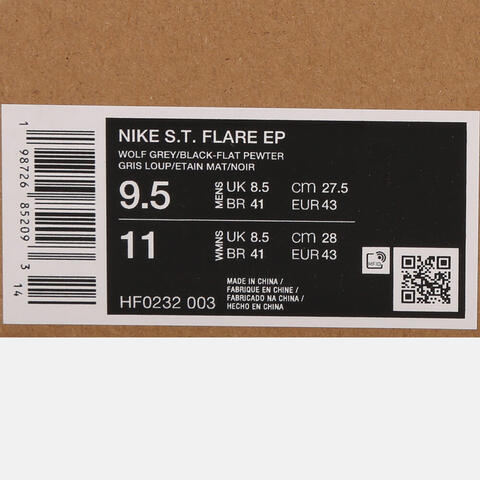 NIKE S.T. FLARE EP
WOLF GREY/BLACK-FLAT PEWTER
GRIS LOUP/ETAIN MAT/NOIR
9.5 MENS UK 8.5 CM 27.5
BR 41 EUR 43
11 WMNS UK 8.5 CM 28
BR 41 EUR 43
MADE IN CHINA /
FABRIQUE EN CHINE /
FABRICADO NA CHINA /
HECHO EN CHINA
HF0232 003
1 98726 85209 3 14